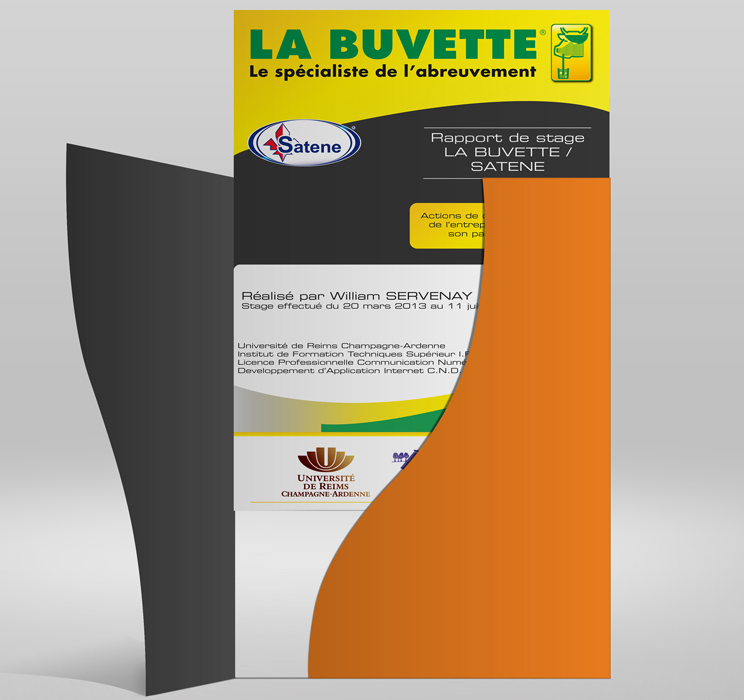 LA BUVETTE®
Le spécialiste de l'abreuvement
Satene®
Rapport de stage
LA BUVETTE /
SATENE
Actions de
de l'entrep
son pa
Réalisé par William SERVENAY
Stage effectué du 20 mars 2013 au 11 jui
Université de Reims Champagne-Ardenne
Institut de Formation Techniques Supérieur I.F
Licence Professionnelle Communication Numé
Developpement d'Application Internet C.N.D.
UNIVERSITÉ
DE REIMS
CHAMPAGNE-ARDENNE